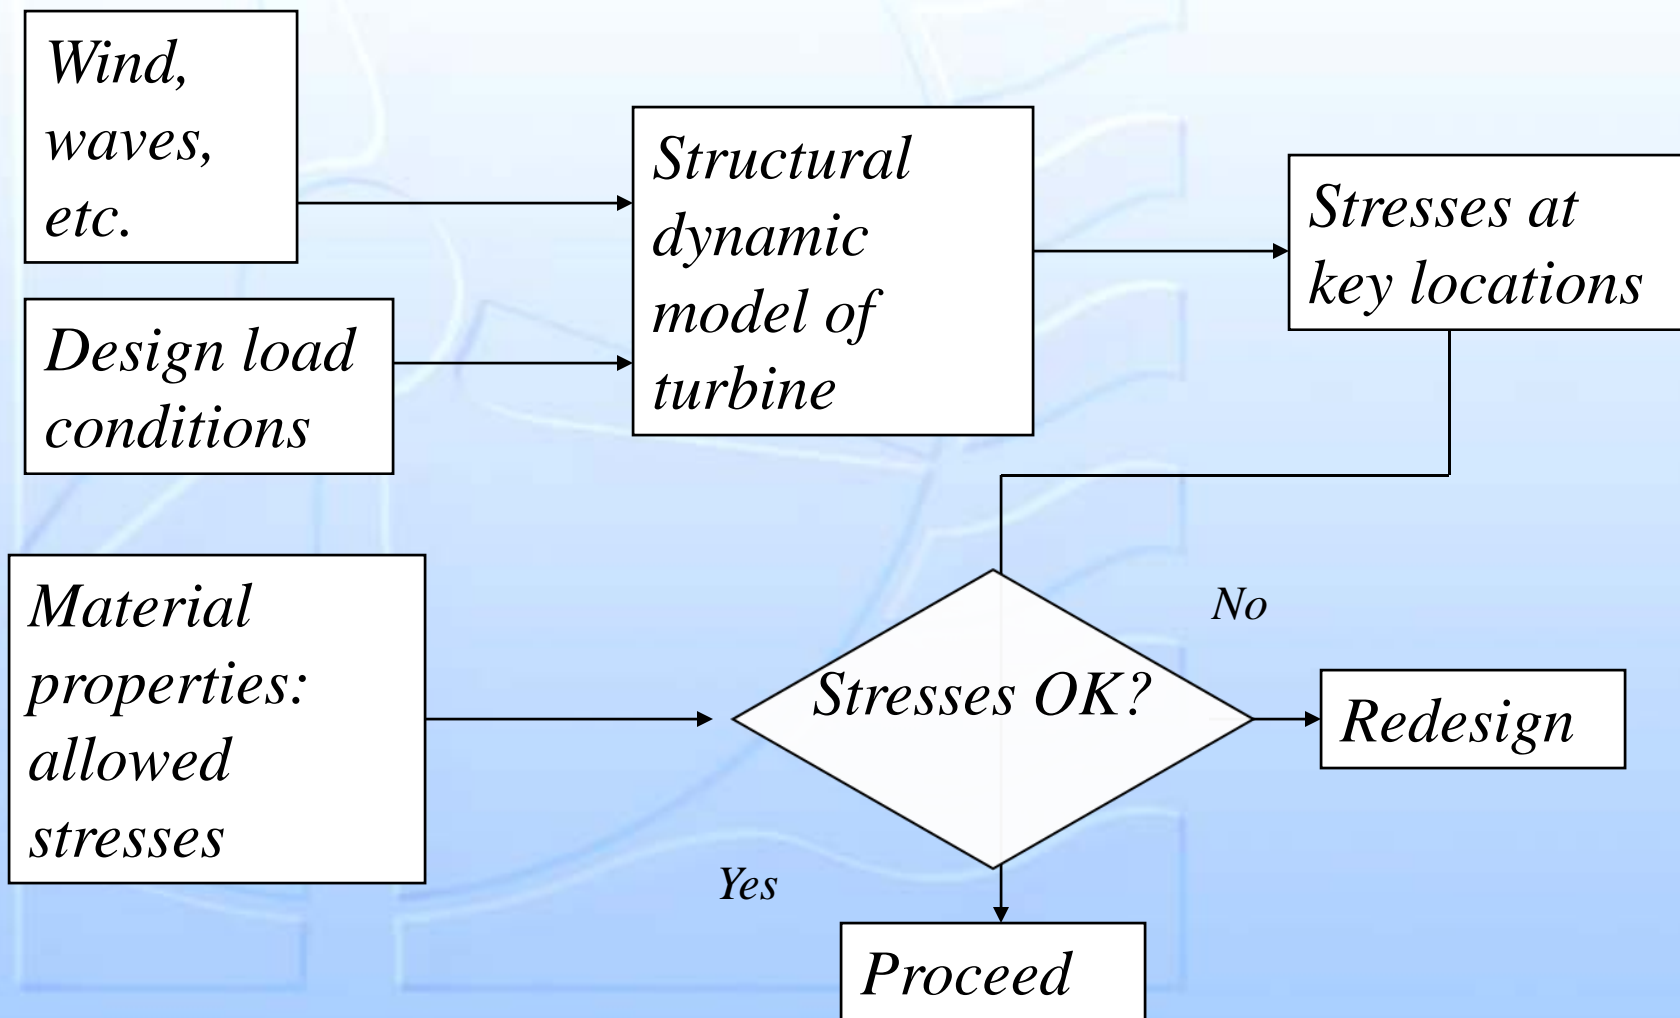 Wind,
waves,
etc.
Design load
conditions
Structural
dynamic
model of
turbine
Stresses at
key locations
Material
properties:
allowed
stresses
Stresses OK?
No
Redesign
Yes
Proceed